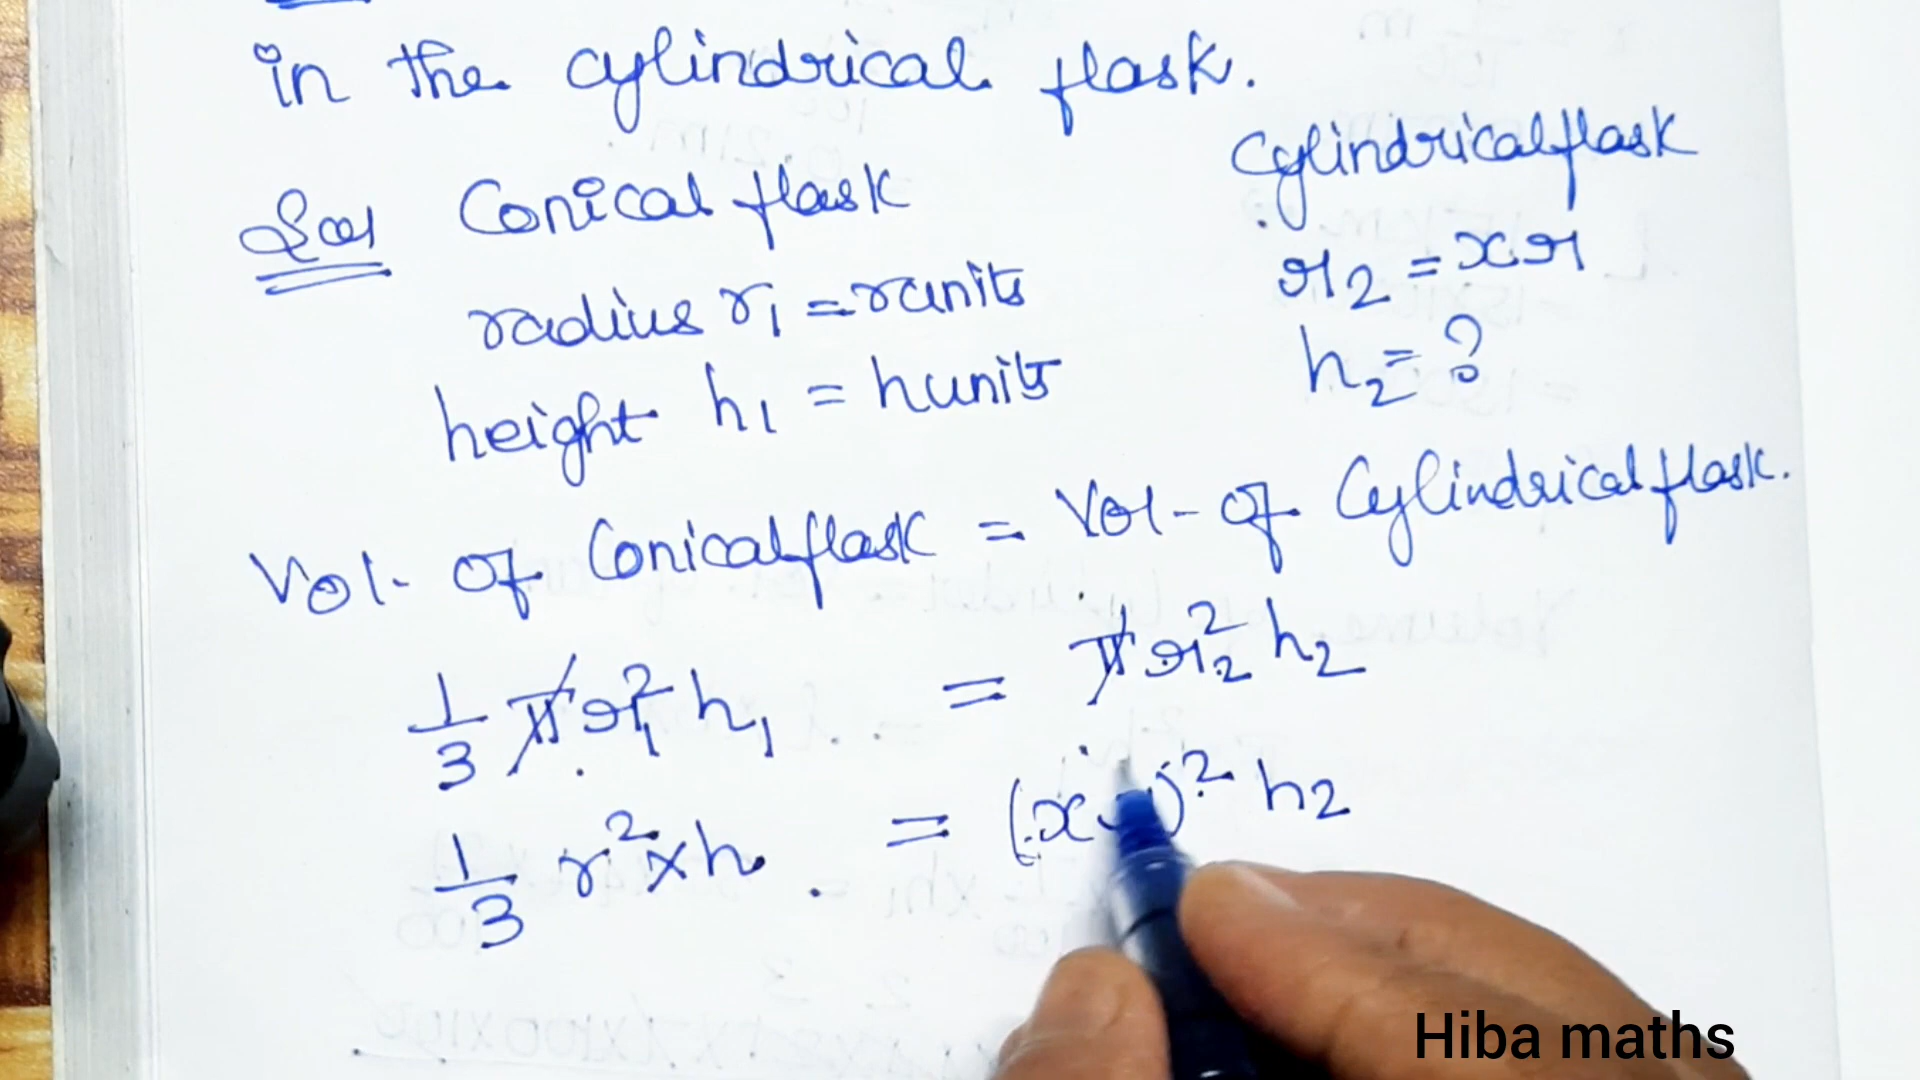 in the cylindrical flask.
Sol Conical flask
Cylindrical flask
radius r₁ = r units
r₂ = xr
height h₁ = h units
h₂ = ?
Vol. of Conical flask = Vol. of Cylindrical flask.
1/3 π r₁² h₁ = π r₂² h₂
1/3 r² × h = (x )² h₂
Hiba maths